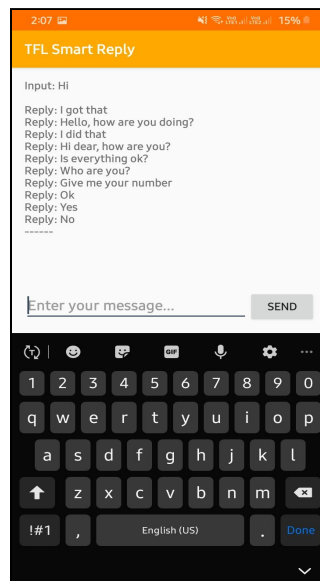 2:07 15%
TFL Smart Reply
Input: Hi
Reply: I got that
Reply: Hello, how are you doing?
Reply: I did that
Reply: Hi dear, how are you?
Reply: Is everything ok?
Reply: Who are you?
Reply: Give me your number
Reply: Ok
Reply: Yes
Reply: No
------
Enter your message... SEND
GIF
1 2 3 4 5 6 7 8 9 0
q w e r t y u i o p
a s d f g h j k l
z x c v b n m
!#1 , English (US) . Done